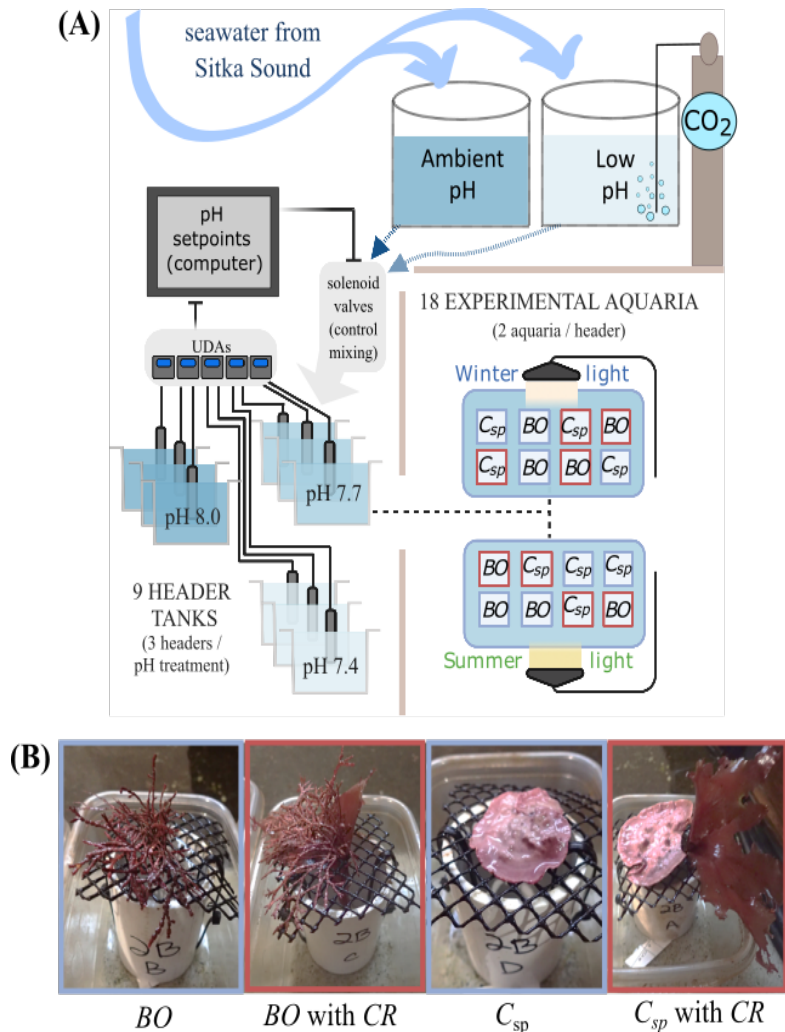 (A)
seawater from
Sitka Sound
Ambient
pH
Low
pH
CO2
pH
setpoints
(computer)
solenoid
valves
(control
mixing)
UDAs
18 EXPERIMENTAL AQUARIA
(2 aquaria / header)
Winter light
Csp BO Csp BO
Csp BO BO Csp
pH 8.0
pH 7.7
pH 7.4
9 HEADER
TANKS
(3 headers /
pH treatment)
BO Csp Csp Csp
BO BO Csp BO
Summer light
(B)
2B
B
2B
C
2B
D
2B
A
BO
BO with CR
Csp
Csp with CR